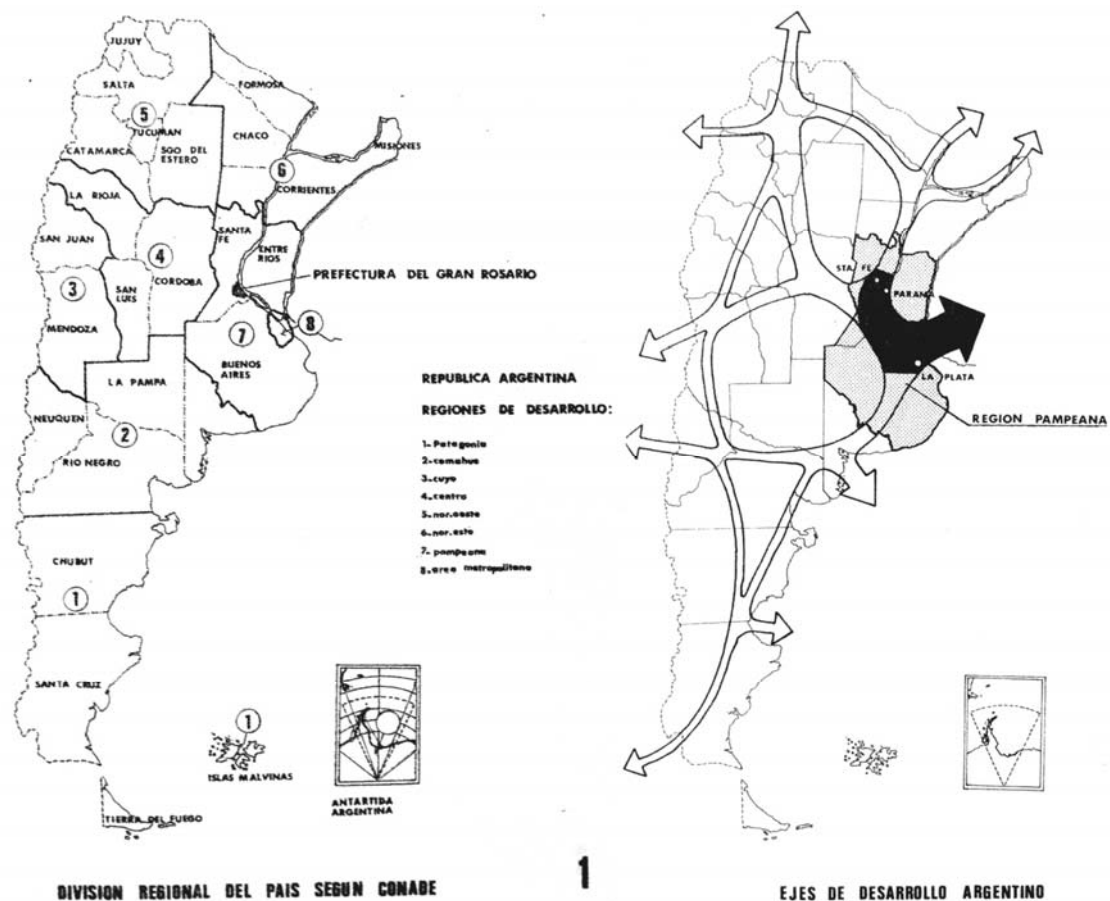 JUJUY
SALTA
FORMOSA
5
TUCUMAN
CHACO
CATAMARCA
SGO DEL
ESTERO
MISIONES
6
CORRIENTES
LA RIOJA
SANTA
FE
SAN JUAN
4
ENTRE
RIOS
CORDOBA
PREFECTURA DEL GRAN ROSARIO
3
SAN
LUIS
MENDOZA
7
8
BUENOS
AIRES
LA PAMPA
NEUQUEN
2
RIO NEGRO
CHUBUT
1
SANTA CRUZ
1
ISLAS MALVINAS
ANTARTIDA
ARGENTINA
TIERRA DEL FUEGO
REPUBLICA ARGENTINA
REGIONES DE DESARROLLO:
1-Patagonia
2-comahue
3-cuyo
4-centro
5-nor.oeste
6-nor.este
7-pampeana
8-area metropolitana
STA. FE
PARANA
LA PLATA
REGION PAMPEANA
DIVISION REGIONAL DEL PAIS SEGUN CONADE
1
EJES DE DESARROLLO ARGENTINO